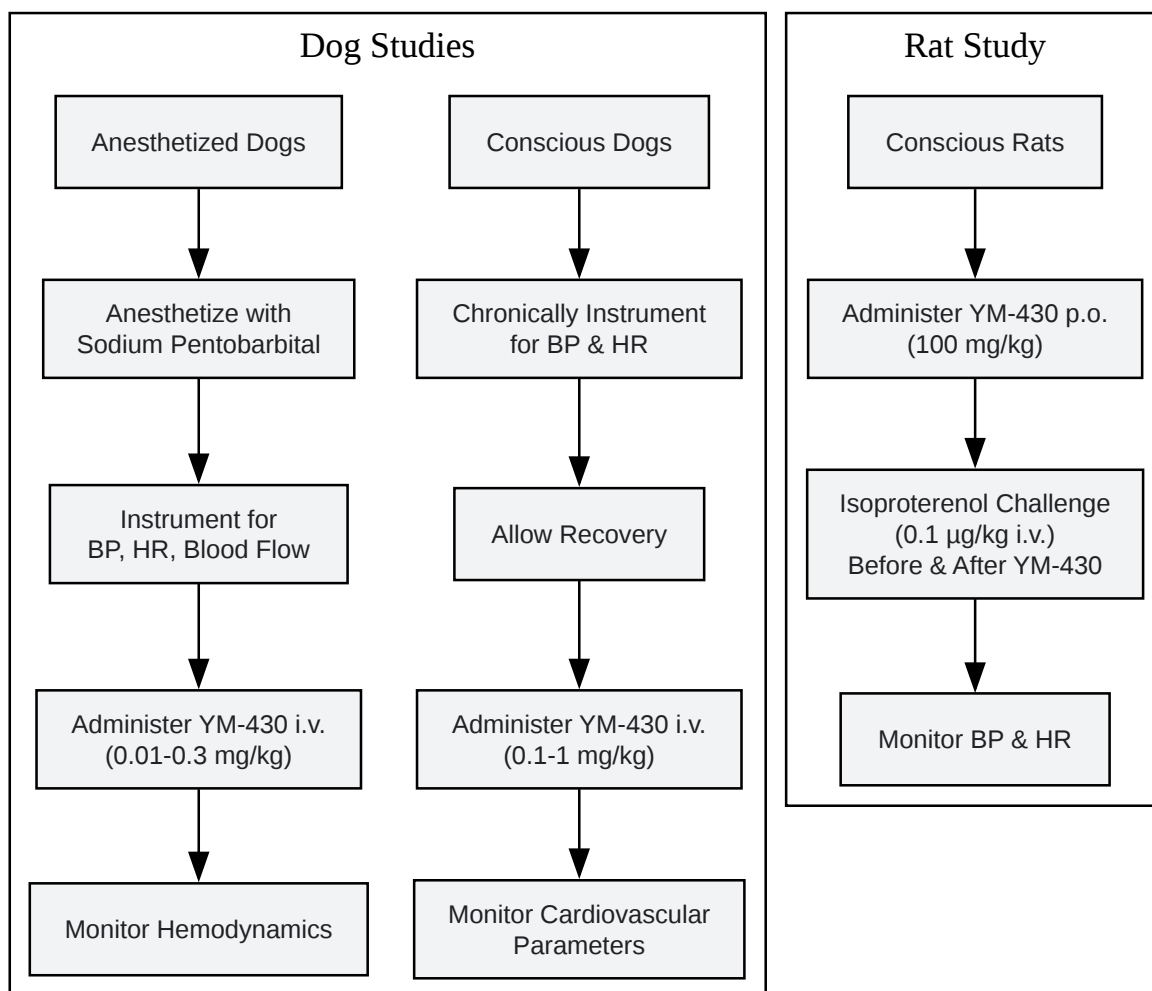 Dog Studies
Anesthetized Dogs
Anesthetize with
Sodium Pentobarbital
Instrument for
BP, HR, Blood Flow
Administer YM-430 i.v.
(0.01-0.3 mg/kg)
Monitor Hemodynamics
Conscious Dogs
Chronically Instrument
for BP & HR
Allow Recovery
Administer YM-430 i.v.
(0.1-1 mg/kg)
Monitor Cardiovascular
Parameters
Rat Study
Conscious Rats
Administer YM-430 p.o.
(100 mg/kg)
Isoproterenol Challenge
(0.1 µg/kg i.v.)
Before & After YM-430
Monitor BP & HR